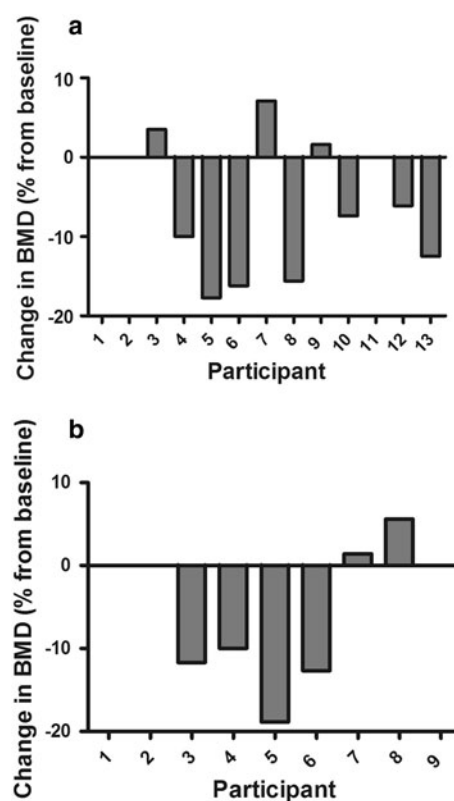 a
Change in BMD (% from baseline)
10
0
-10
-20
1 2 3 4 5 6 7 8 9 10 11 12 13
Participant
b
Change in BMD (% from baseline)
10
0
-10
-20
1 2 3 4 5 6 7 8 9
Participant